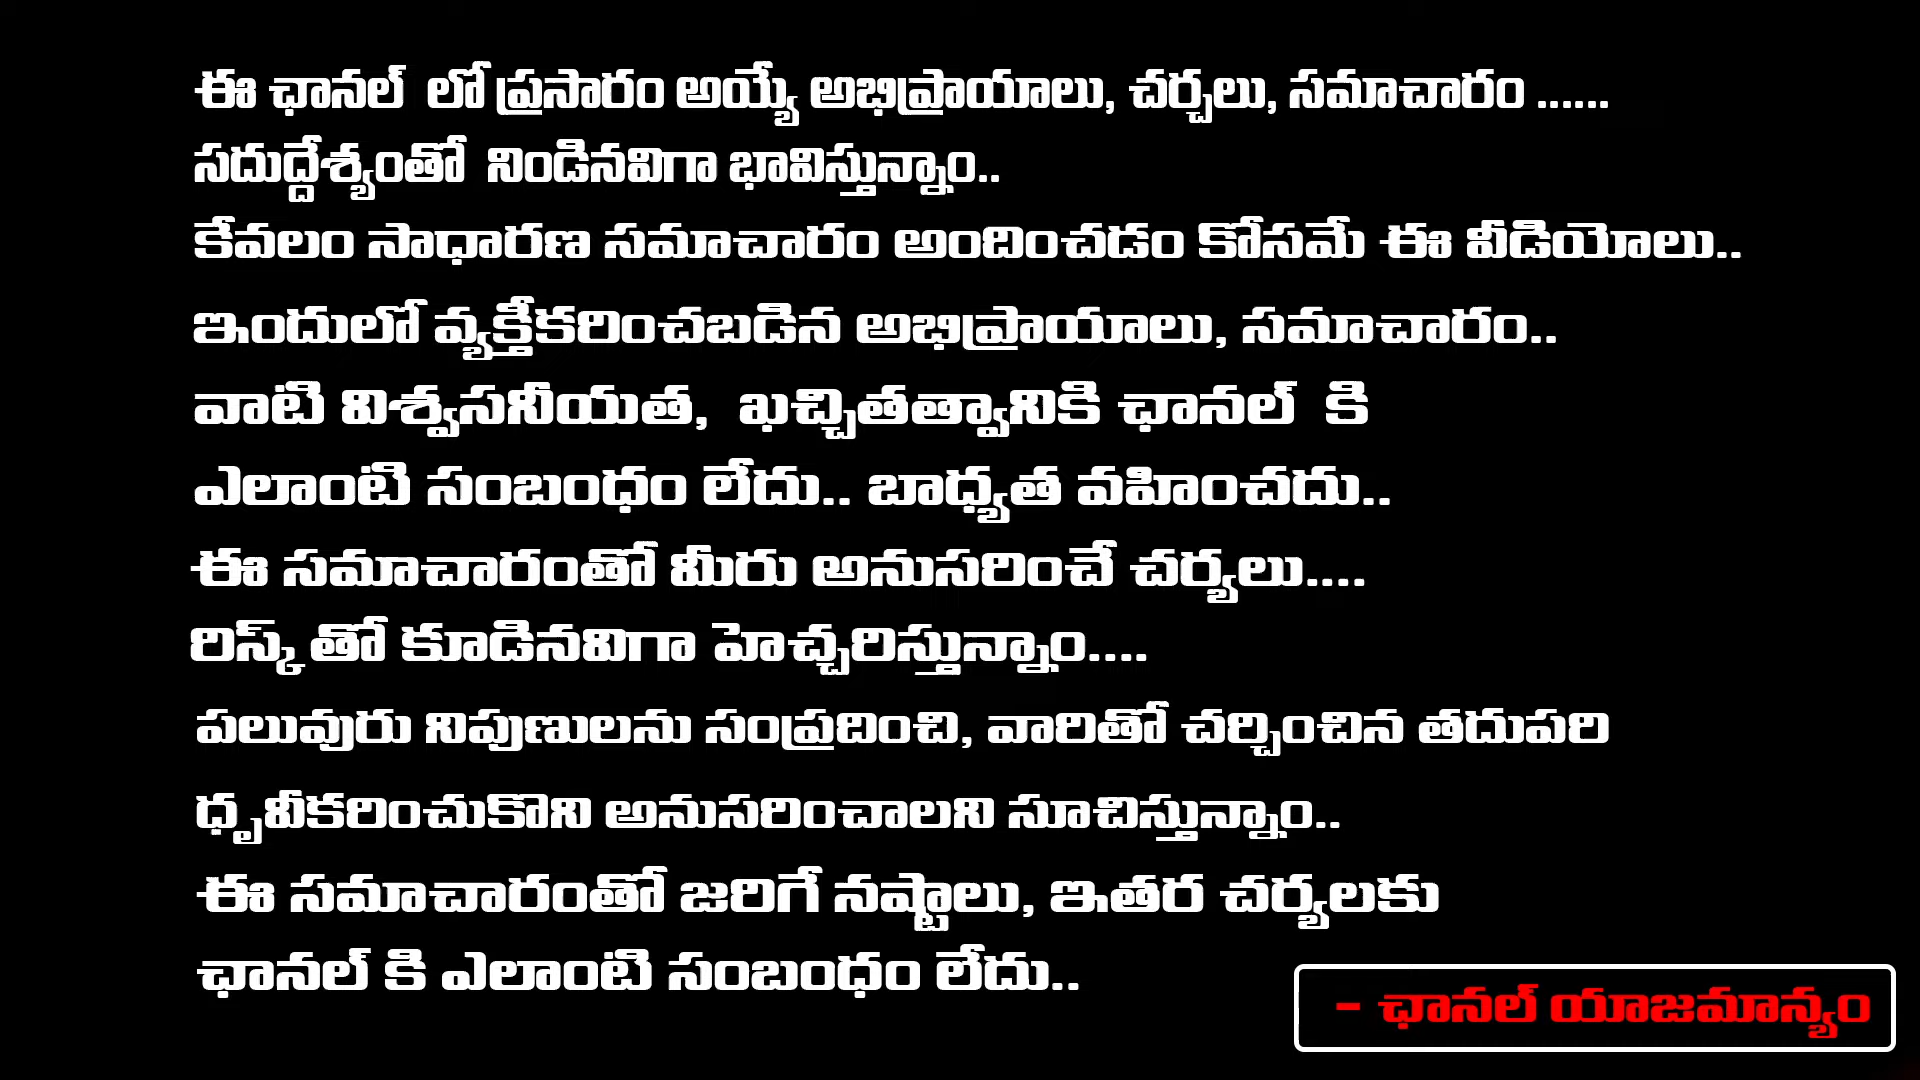 ఈ ఛానల్ లో ప్రసారం అయ్యే అభిప్రాయాలు, చర్చలు, సమాచారం ......
సదుద్దేశ్యంతో నిండినవిగా భావిస్తున్నాం..
కేవలం సాధారణ సమాచారం అందించడం కోసమే ఈ వీడియోలు..
ఇందులో వ్యక్తీకరించబడిన అభిప్రాయాలు, సమాచారం..
వాటి విశ్వసనీయత, ఖచ్చితత్వానికి ఛానల్ కి
ఎలాంటి సంబంధం లేదు.. బాధ్యత వహించదు..
ఈ సమాచారంతో మీరు అనుసరించే చర్యలు....
రిస్క్ తో కూడినవిగా హెచ్చరిస్తున్నాం....
పలువురు నిపుణులను సంప్రదించి, వారితో చర్చించిన తదుపరి
ధృవీకరించుకొని అనుసరించాలని సూచిస్తున్నాం..
ఈ సమాచారంతో జరిగే నష్టాలు, ఇతర చర్యలకు
ఛానల్ కి ఎలాంటి సంబంధం లేదు..
- ఛానల్ యాజమాన్యం